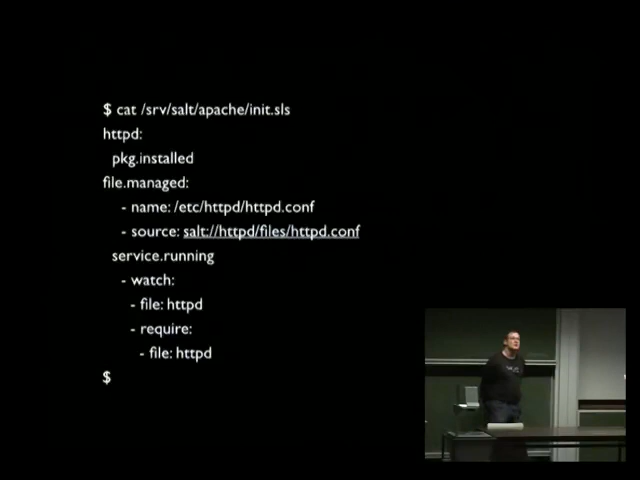 $ cat /srv/salt/apache/init.sls
httpd:
pkg.installed
file.managed:
- name: /etc/httpd/httpd.conf
- source: salt://httpd/files/httpd.conf
service.running
- watch:
- file: httpd
- require:
- file: httpd
$